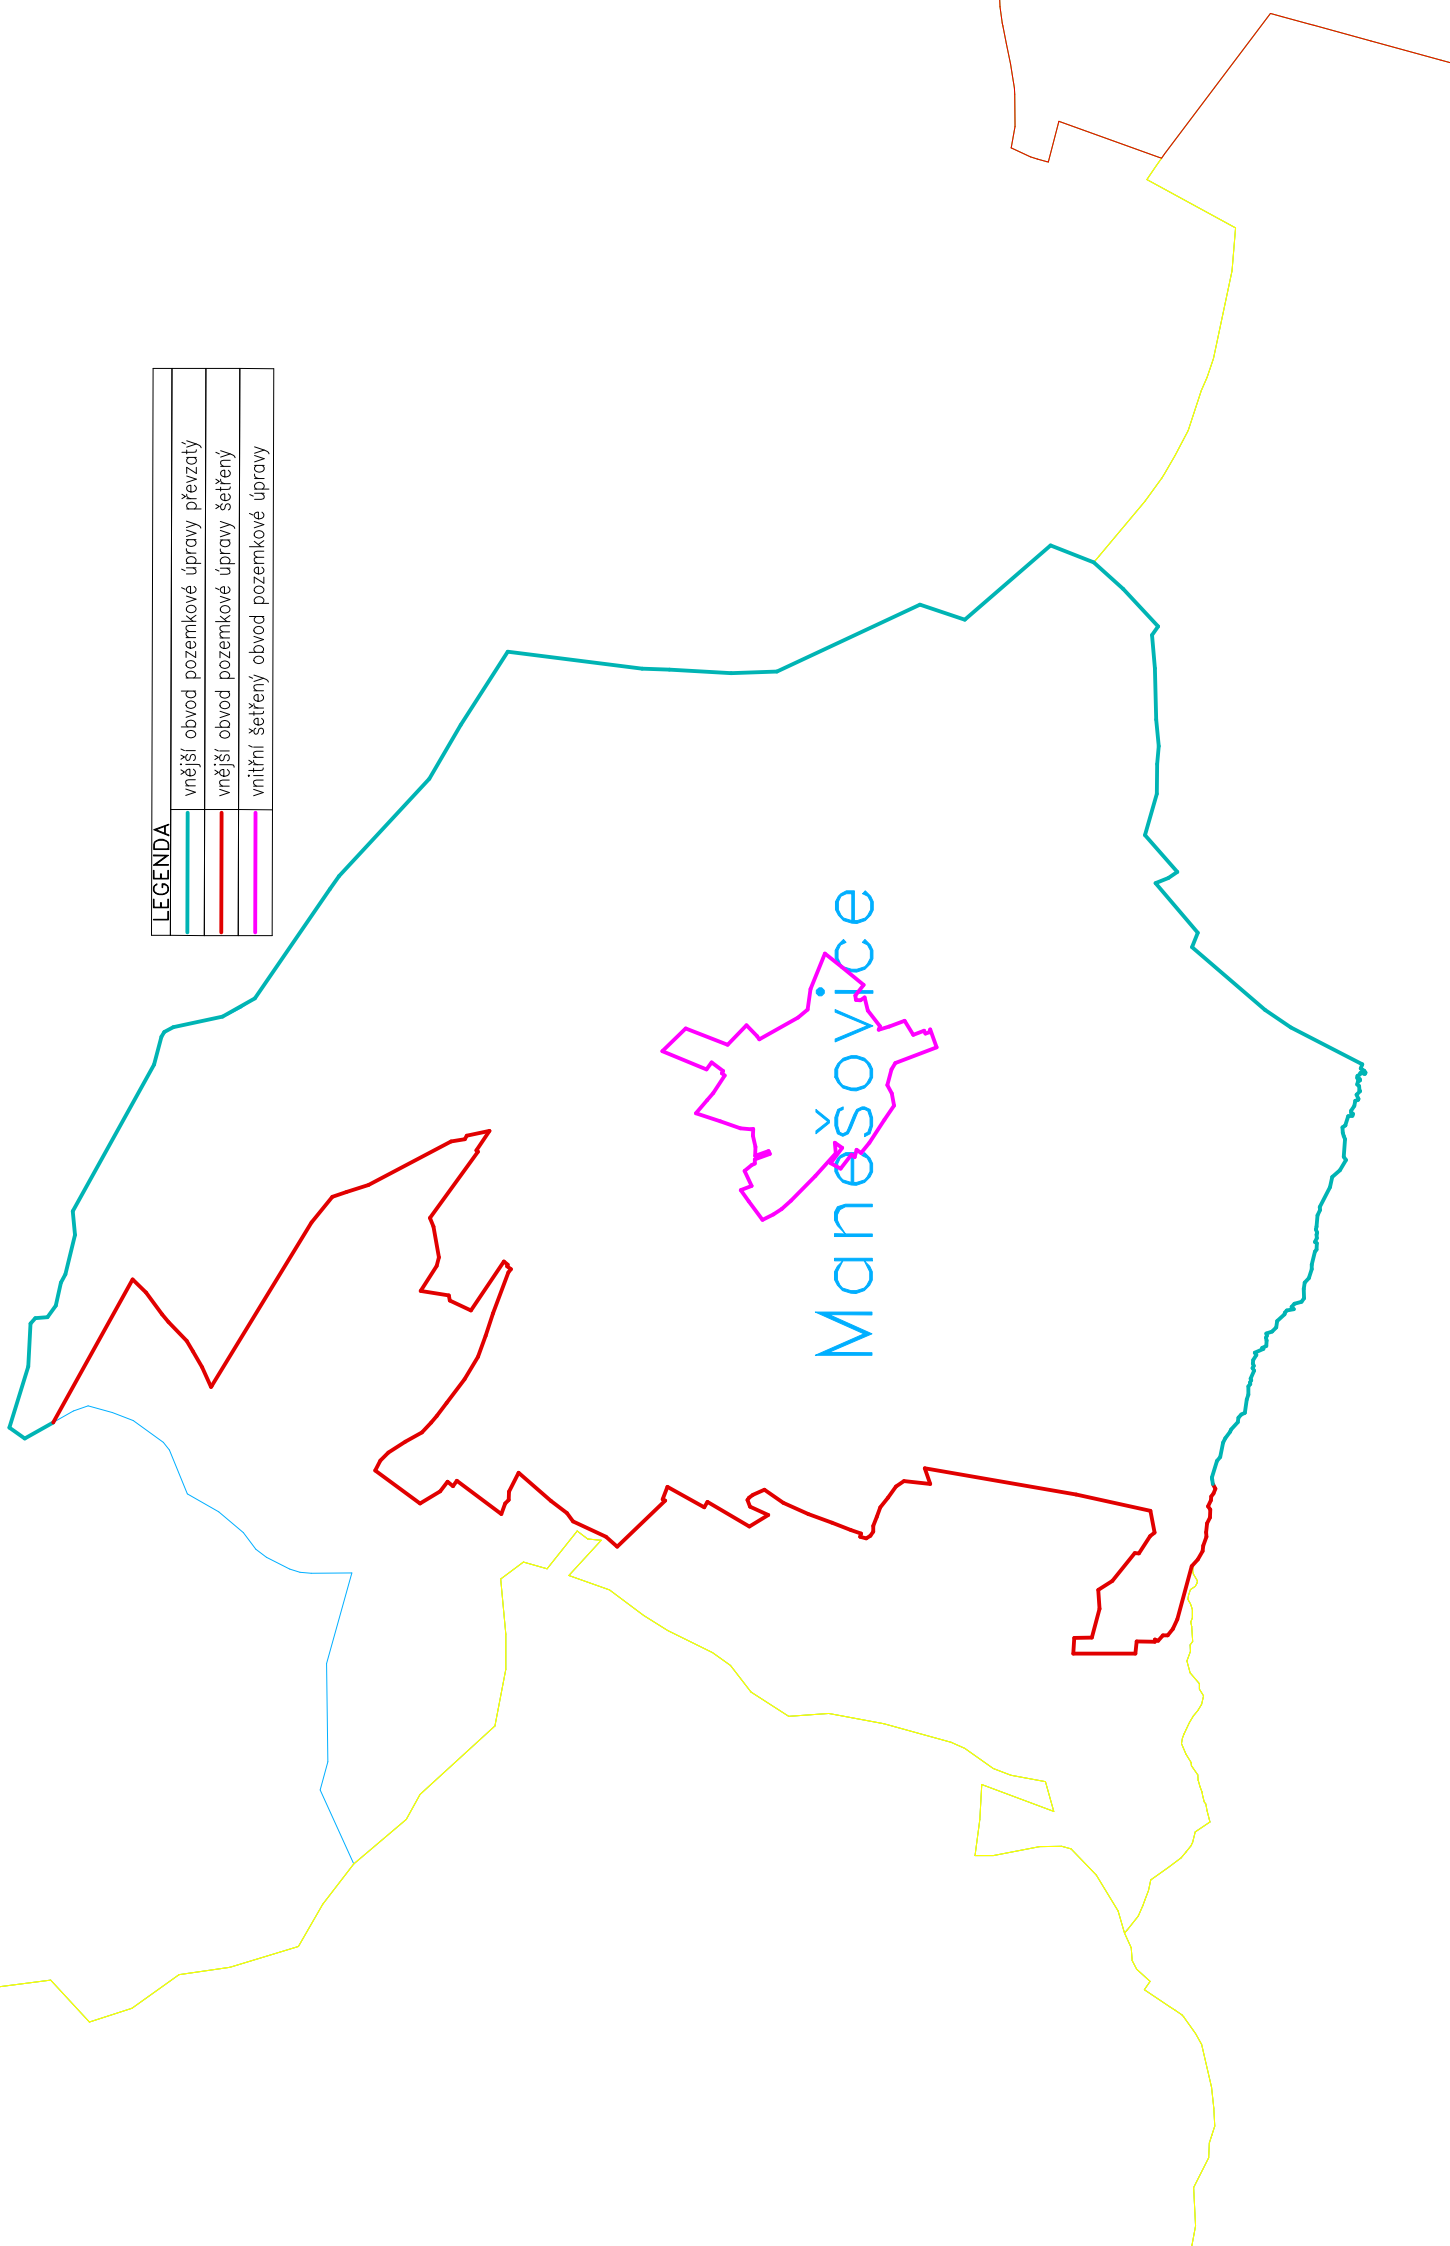 LEGENDA
vnější obvod pozemkové úpravy převzatý
vnější obvod pozemkové úpravy šetřený
vnitřní šetřený obvod pozemkové úpravy
Manešovice